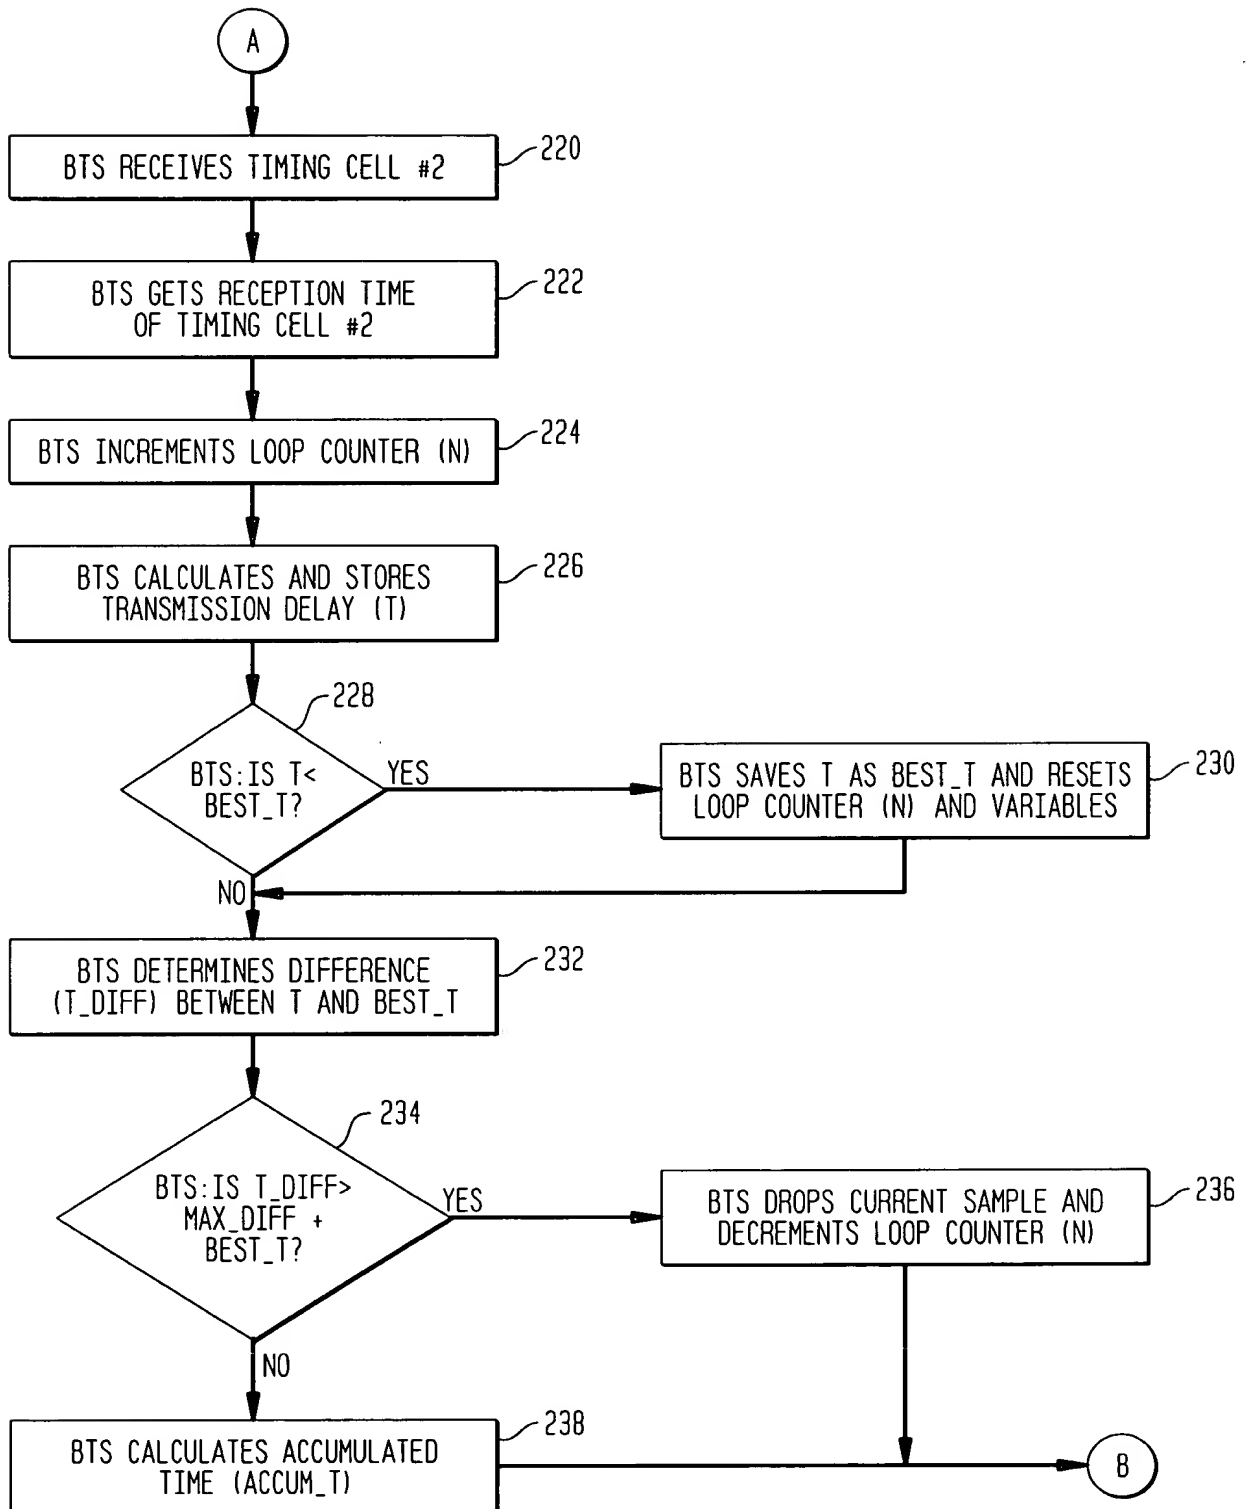 A
BTS RECEIVES TIMING CELL #2
220
BTS GETS RECEPTION TIME
OF TIMING CELL #2
222
BTS INCREMENTS LOOP COUNTER (N)
224
BTS CALCULATES AND STORES
TRANSMISSION DELAY (T)
226
228
BTS:IS T<
BEST_T?
YES
BTS SAVES T AS BEST_T AND RESETS
LOOP COUNTER (N) AND VARIABLES
230
NO
BTS DETERMINES DIFFERENCE
(T_DIFF) BETWEEN T AND BEST_T
232
234
BTS:IS T_DIFF>
MAX_DIFF +
BEST_T?
YES
BTS DROPS CURRENT SAMPLE AND
DECREMENTS LOOP COUNTER (N)
236
NO
BTS CALCULATES ACCUMULATED
TIME (ACCUM_T)
238
B